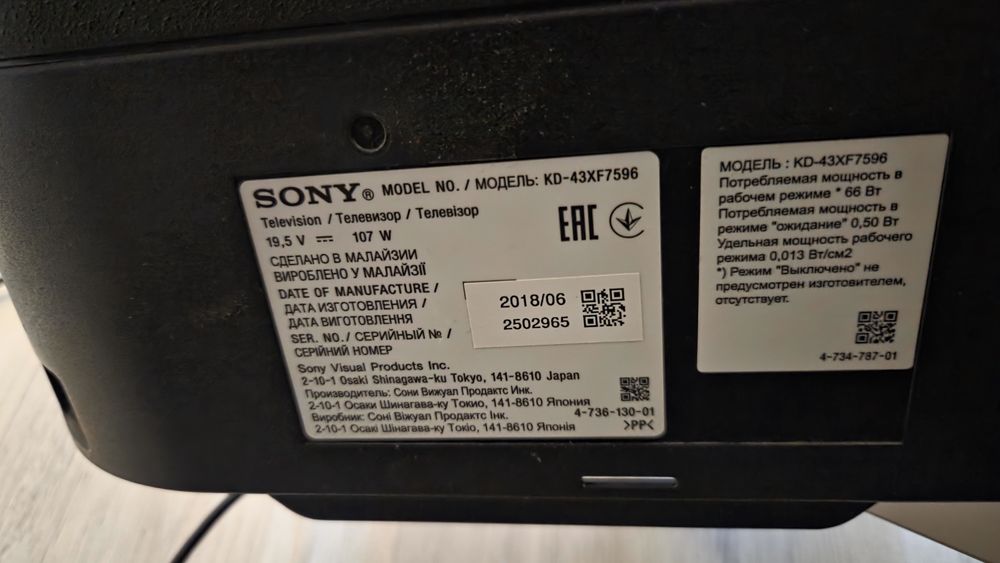 SONY® MODEL NO. / МОДЕЛЬ: KD-43XF7596
Television / Телевизор / Телевізор
19,5 V ⎓ 107 W
СДЕЛАНО В МАЛАЙЗИИ
ВИРОБЛЕНО У МАЛАЙЗІЇ
DATE OF MANUFACTURE /
ДАТА ИЗГОТОВЛЕНИЯ /
ДАТА ВИГОТОВЛЕННЯ
2018/06
SER. NO./ СЕРИЙНЫЙ № /
СЕРІЙНИЙ НОМЕР
2502965
Sony Visual Products Inc.
2-10-1 Osaki Shinagawa-ku Tokyo, 141-8610 Japan
Производитель: Сони Вижуал Продактс Инк.
2-10-1 Осаки Шинагава-ку Токио, 141-8610 Япония
Виробник: Соні Віжуал Продактс Інк.
2-10-1 Осакі Шінагава-ку Токіо, 141-8610 Японія
EAC
4-736-130-01
>PP<
МОДЕЛЬ : KD-43XF7596
Потребляемая мощность в
рабочем режиме * 66 Вт
Потребляемая мощность в
режиме "ожидание" 0,50 Вт
Удельная мощность рабочего
режима 0,013 Вт/см2
*) Режим "Выключено" не
предусмотрен изготовителем,
отсутствует.
4-734-787-01